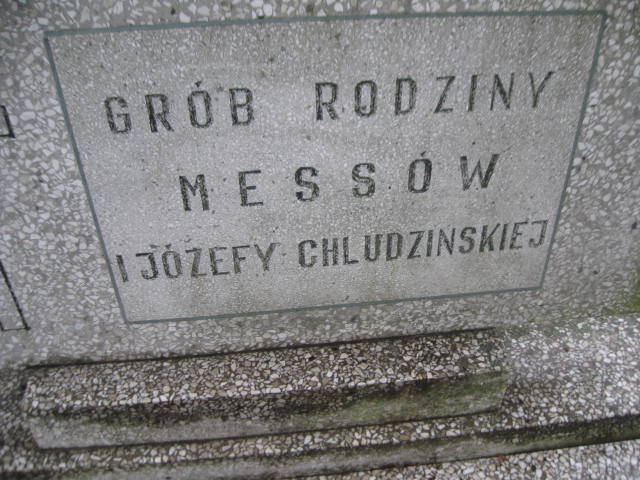 GRÓB RODZINY
MESSÓW
I JÓZEFY CHLUDZINSKIEJ